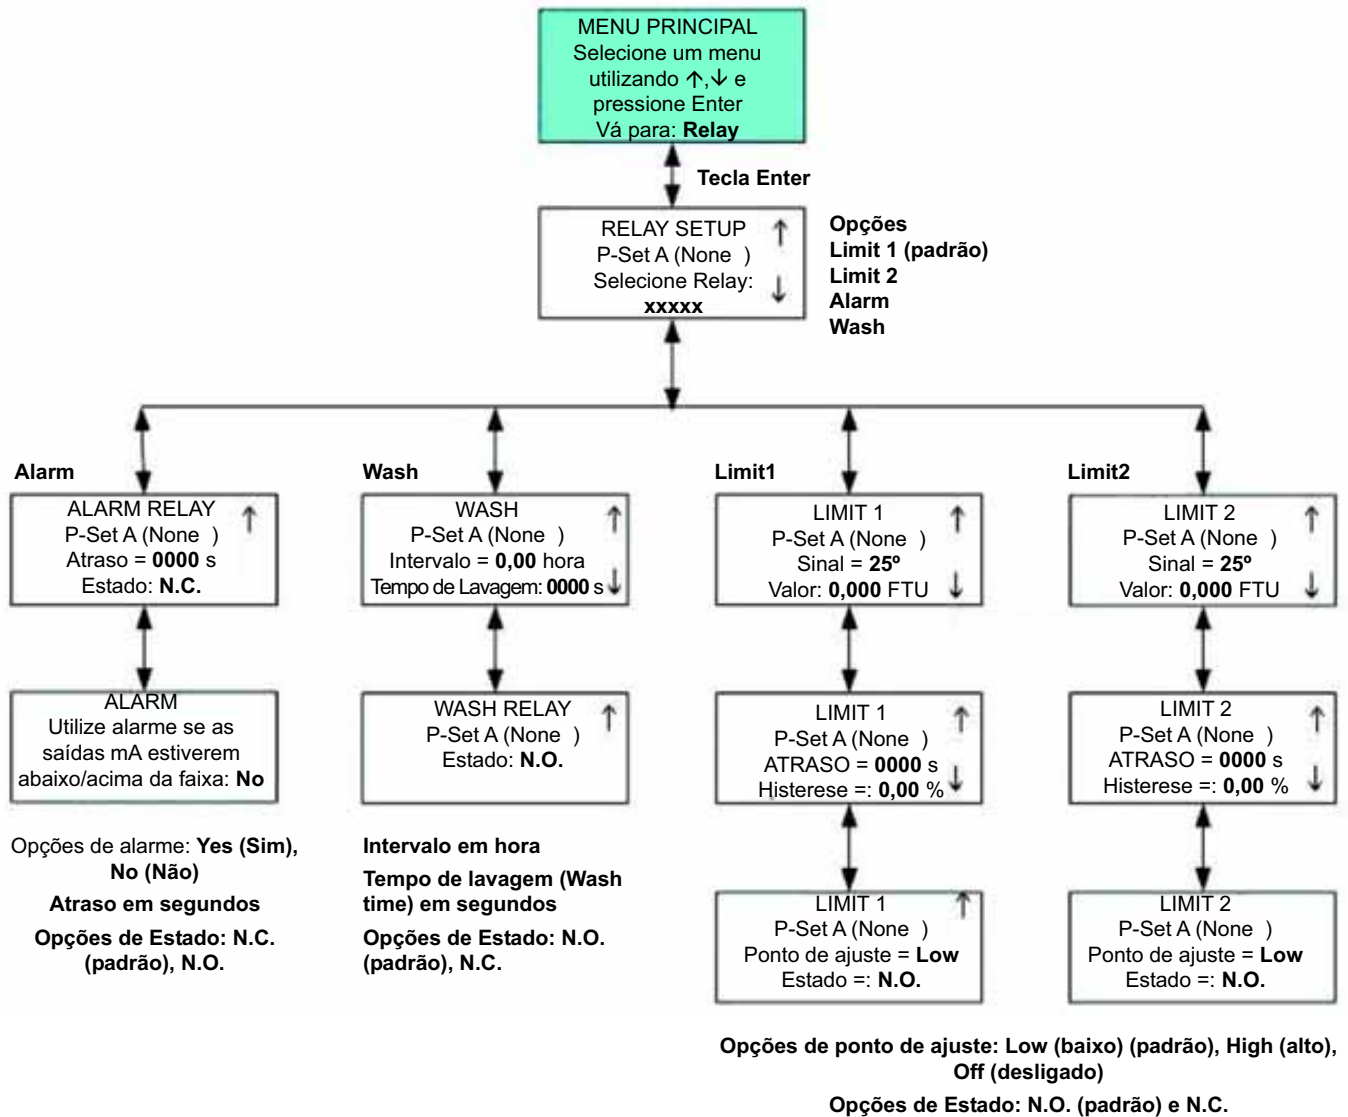 MENU PRINCIPAL
Selecione um menu
utilizando ↑,↓ e
pressione Enter
Vá para: Relay
Tecla Enter
RELAY SETUP ↑
P-Set A (None )
Selecione Relay: ↓
xxxxx
Opções
Limit 1 (padrão)
Limit 2
Alarm
Wash
Alarm
ALARM RELAY ↑
P-Set A (None )
Atraso = 0000 s
Estado: N.C.
ALARM
Utilize alarme se as
saídas mA estiverem
abaixo/acima da faixa: No
Opções de alarme: Yes (Sim),
No (Não)
Atraso em segundos
Opções de Estado: N.C.
(padrão), N.O.
Wash
WASH ↑
P-Set A (None )
Intervalo = 0,00 hora
Tempo de Lavagem: 0000 s ↓
WASH RELAY ↑
P-Set A (None )
Estado: N.O.
Intervalo em hora
Tempo de lavagem (Wash
time) em segundos
Opções de Estado: N.O.
(padrão), N.C.
Limit1
LIMIT 1 ↑
P-Set A (None )
Sinal = 25º
Valor: 0,000 FTU ↓
LIMIT 1 ↑
P-Set A (None )
ATRASO = 0000 s
Histerese =: 0,00 % ↓
LIMIT 1 ↑
P-Set A (None )
Ponto de ajuste = Low
Estado =: N.O.
Limit2
LIMIT 2 ↑
P-Set A (None )
Sinal = 25º
Valor: 0,000 FTU ↓
LIMIT 2 ↑
P-Set A (None )
ATRASO = 0000 s
Histerese =: 0,00 % ↓
LIMIT 2
P-Set A (None )
Ponto de ajuste = Low
Estado =: N.O.
Opções de ponto de ajuste: Low (baixo) (padrão), High (alto),
Off (desligado)
Opções de Estado: N.O. (padrão) e N.C.